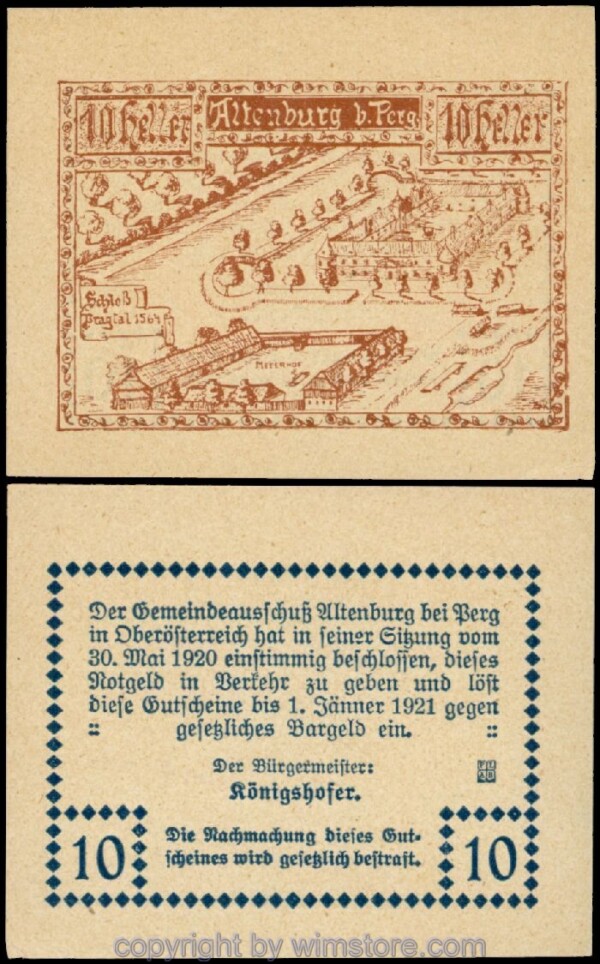 10 Heller Altenburg b. Perg. 10 Heller
Schloß
Pragtal 1564
MEYERHOF
Der Gemeindeausschuß Altenburg bei Perg
in Oberösterreich hat in seiner Sitzung vom
30. Mai 1920 einstimmig beschlossen, dieses
Notgeld in Verkehr zu geben und löst
diese Gutscheine bis 1. Jänner 1921 gegen
:: gesetzliches Bargeld ein. ::
Der Bürgermeister:
Königshofer.
10 Die Nachmachung dieses Gut- 10
scheines wird gesetzlich bestraft.
copyright by wimstore.com